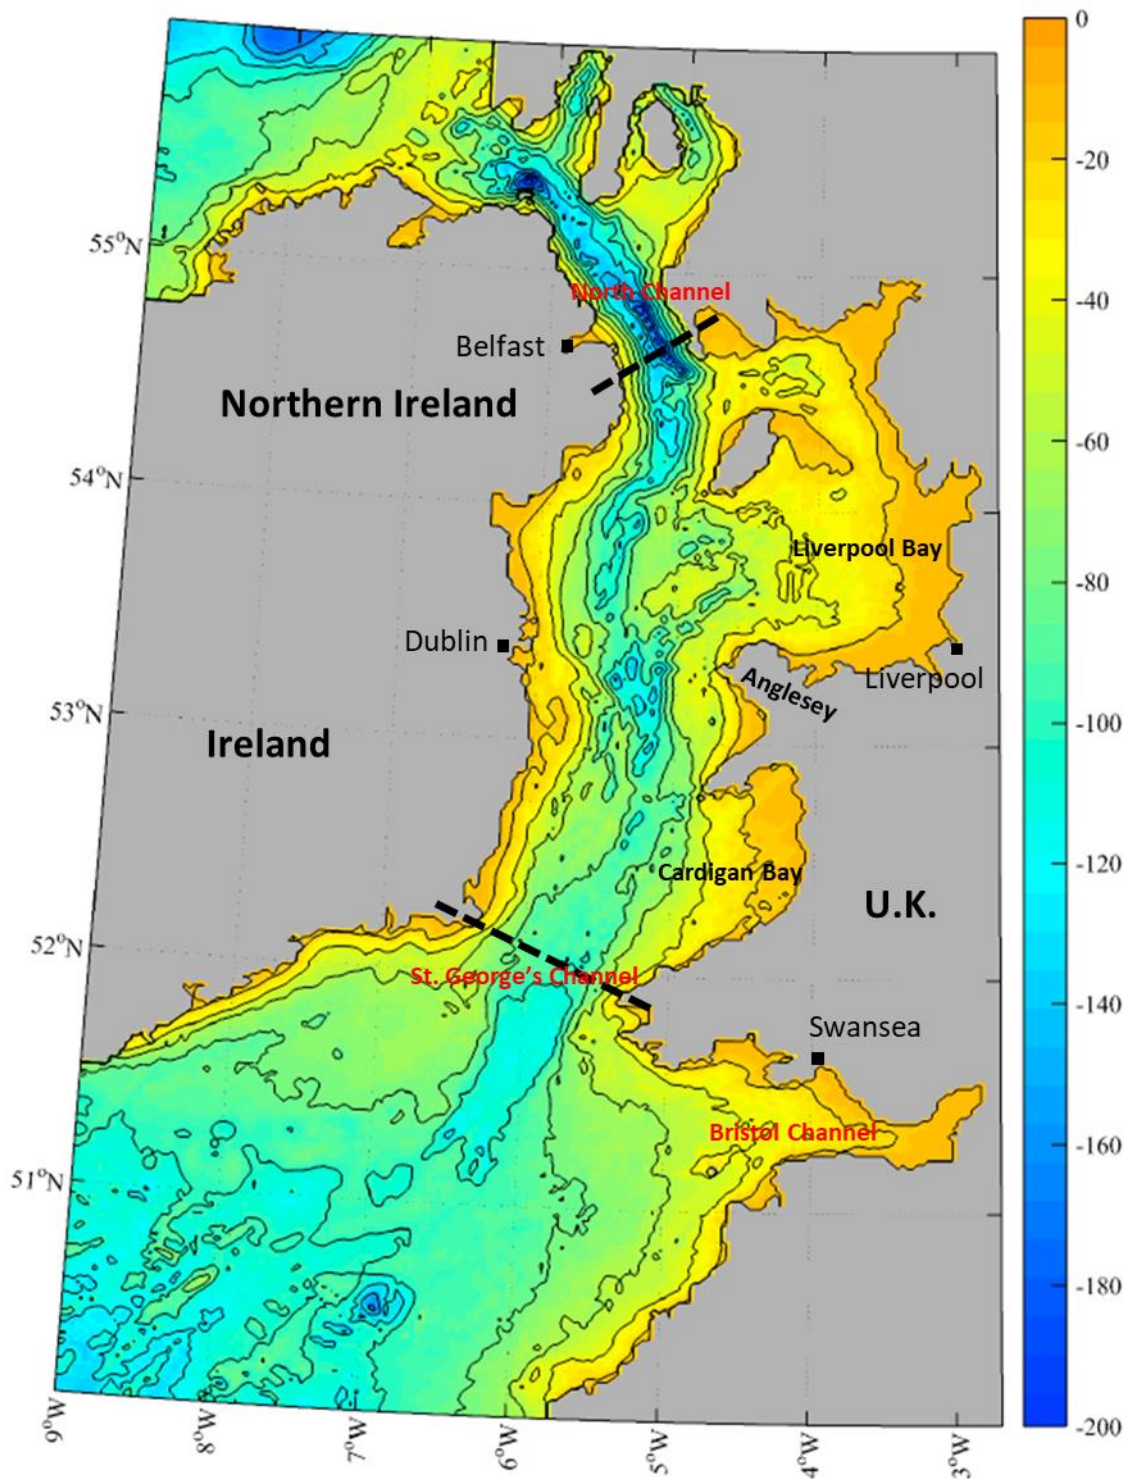 0
-20
55°N
North Channel
-40
Belfast
Northern Ireland
-60
54°N
Liverpool Bay
-80
Dublin
Liverpool
Anglesey
53°N
-100
Ireland
-120
Cardigan Bay
U.K.
52°N
St. George's Channel
-140
Swansea
Bristol Channel
-160
51°N
-180
9°W
8°W
7°W
6°W
5°W
4°W
3°W
-200